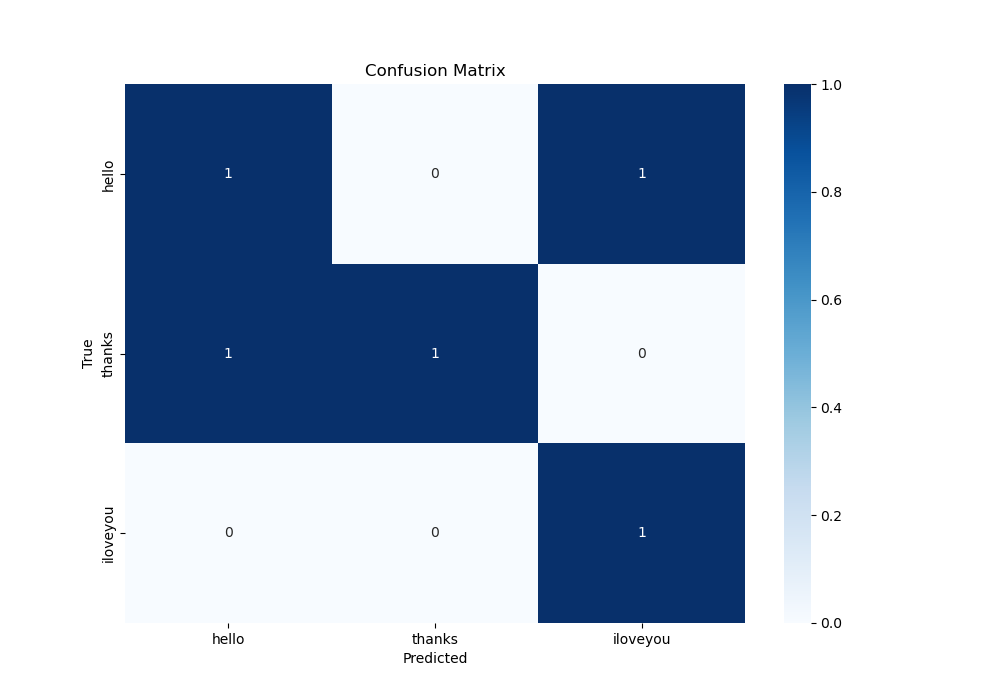 Confusion Matrix
hello
1
0
1
True
thanks
1
1
0
iloveyou
0
0
1
hello
thanks
iloveyou
Predicted
1.0
0.8
0.6
0.4
0.2
0.0